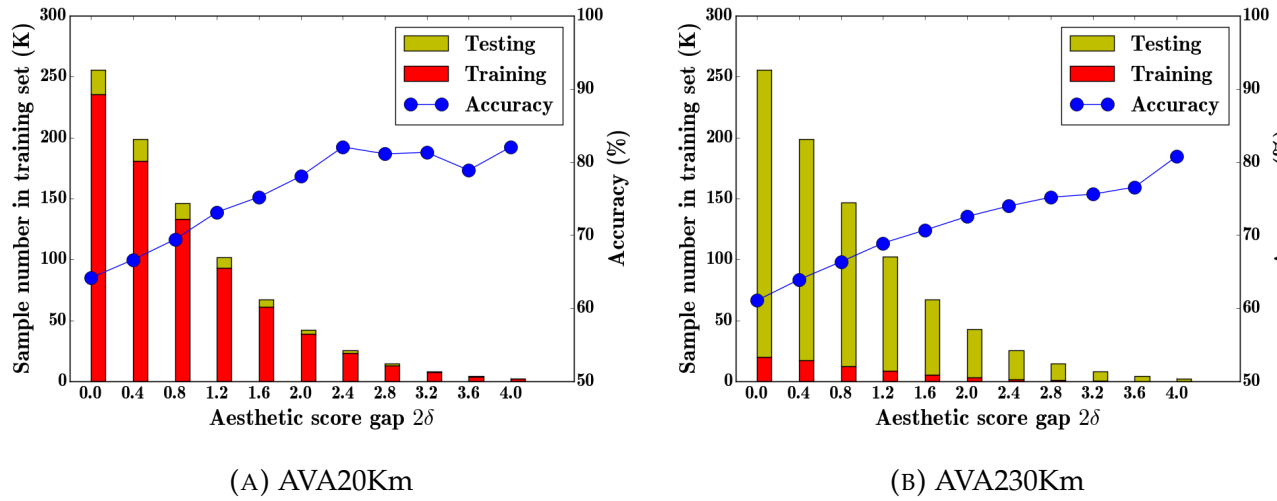 300
250
200
150
100
50
0
Sample number in training set (K)
100
90
80
70
60
50
Accuracy (%)
Testing
Training
Accuracy
0.0 0.4 0.8 1.2 1.6 2.0 2.4 2.8 3.2 3.6 4.0
Aesthetic score gap 2δ
(A) AVA20Km
300
250
200
150
100
50
0
Sample number in training set (K)
100
90
80
70
60
50
Testing
Training
Accuracy
0.0 0.4 0.8 1.2 1.6 2.0 2.4 2.8 3.2 3.6 4.0
Aesthetic score gap 2δ
(B) AVA230Km